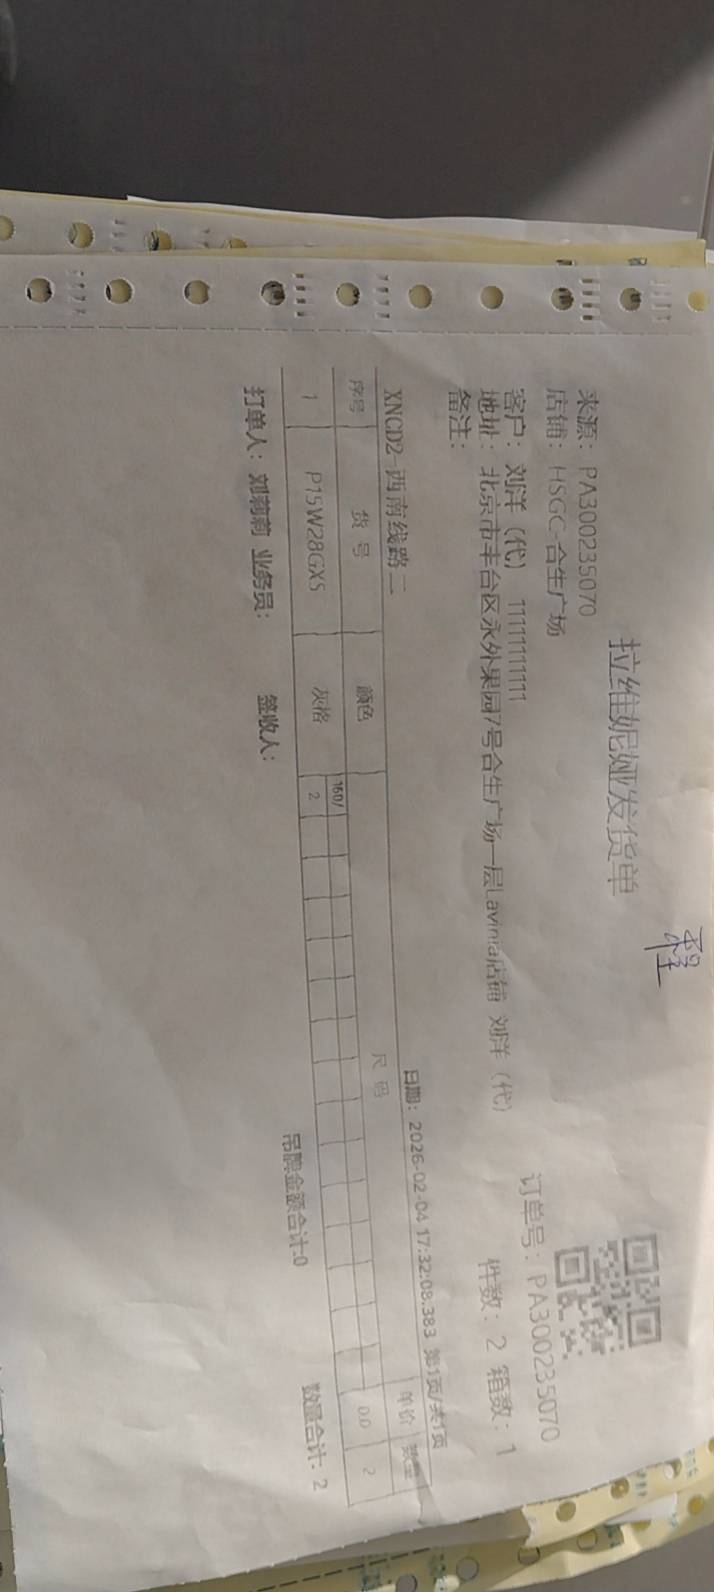 拉维妮娅发货单
程
来源：PA300235070
订单号：PA300235070
店铺：HSGC-合生广场
客户：刘洋（代） 11111111111
件数：2 箱数：1
地址：北京市丰台区永外果园7号合生广场一层Lavinia店铺 刘洋（代）
备注：
XNCD2-西南线路二
日期：2026-02-04 17:32:08.383 第1页/共1页
序号 货号 颜色 尺码 单价 数量
160/
1 P15W28GXS 灰格 2 0.0 2
吊牌金额合计:0 数量合计：2
打单人：刘莉莉 业务员： 签收人：